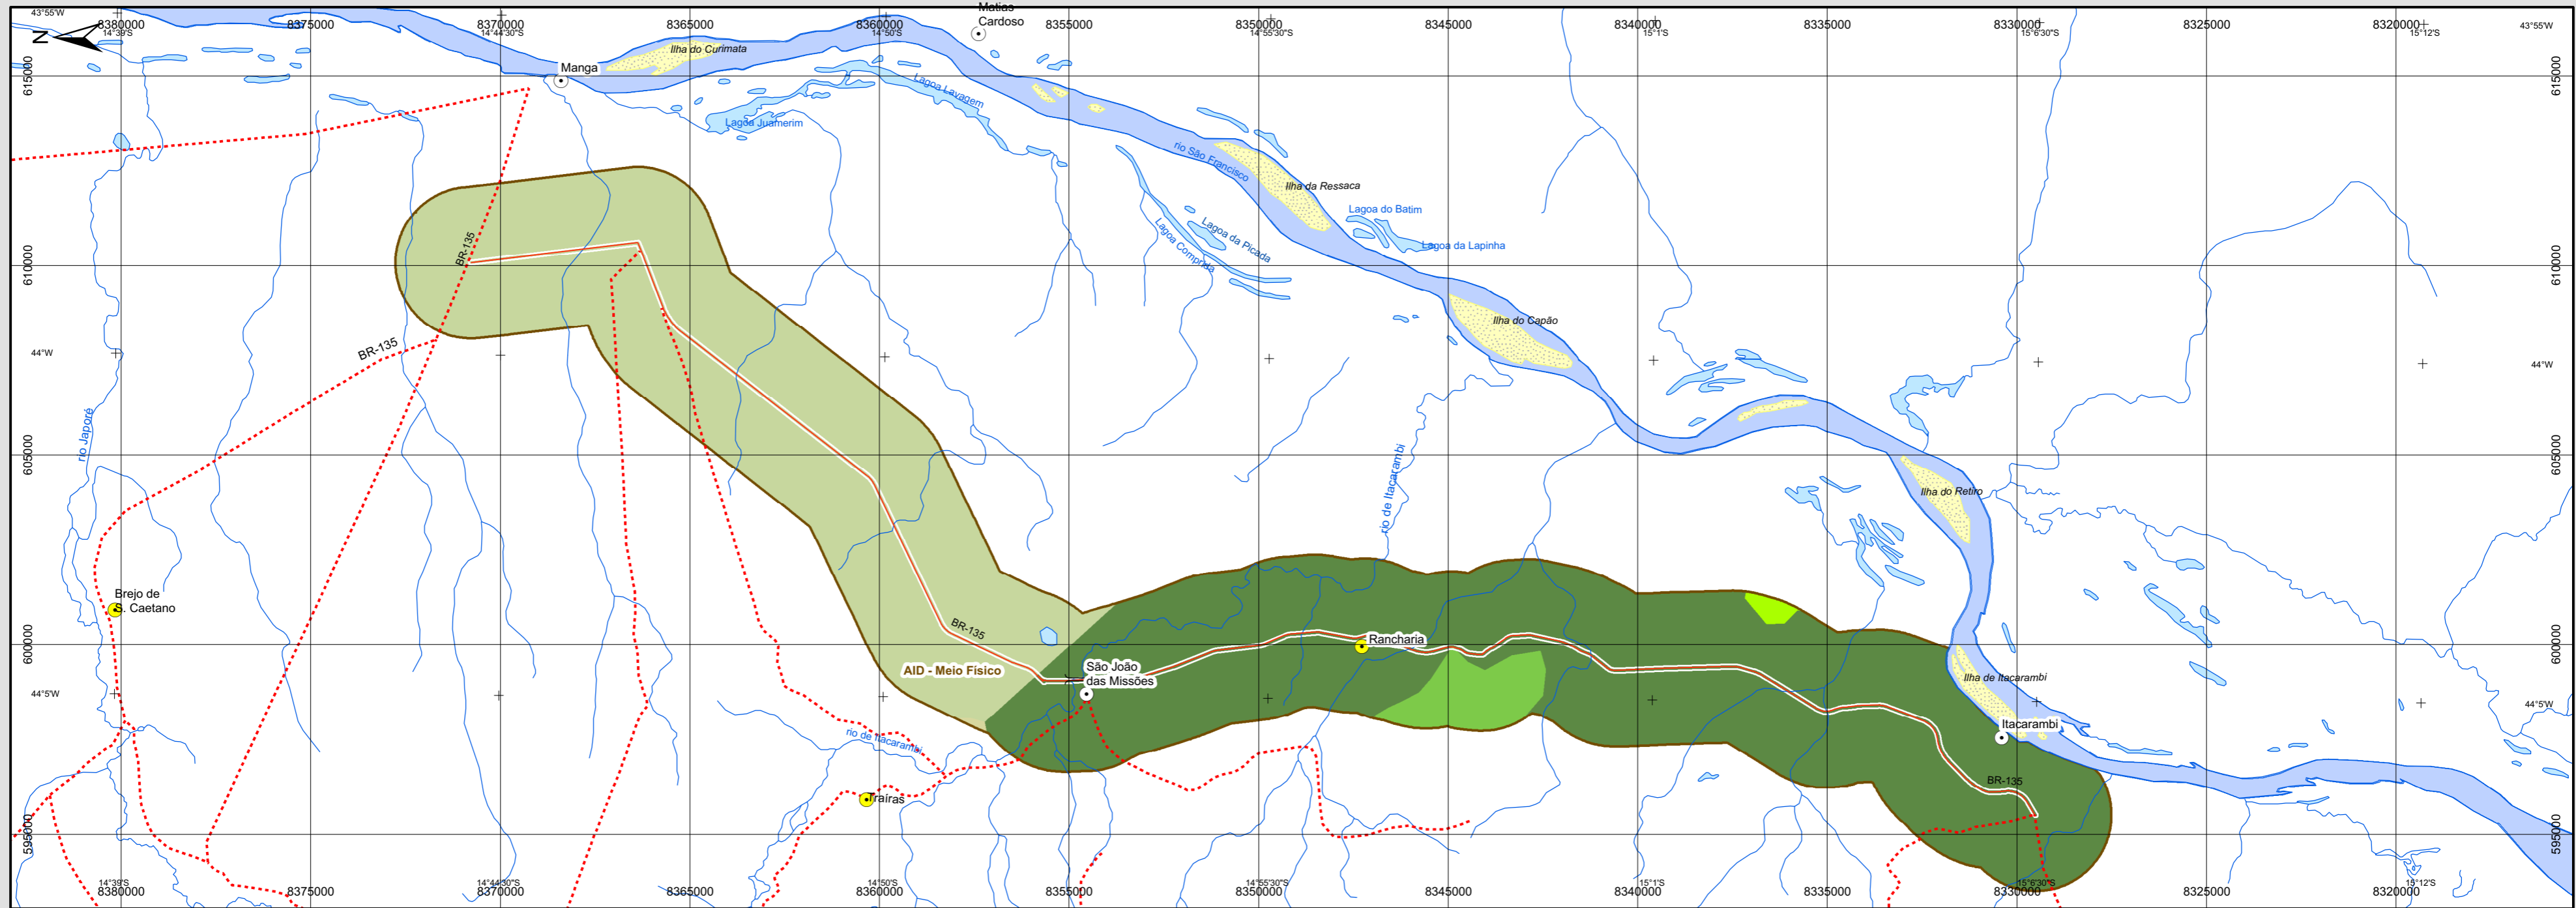 43°55'W
8380000
14°39'S
8375000
8370000
14°44'30"S
8365000
8360000
14°50'S
Matias
Cardoso
8355000
8350000
14°55'30"S
8345000
8340000
15°1'S
8335000
8330000
15°6'30"S
8325000
8320000
15°12'S
43°55'W
N
615000
615000
Manga
Ilha do Curimata
Lagoa Lavagem
Lagoa Juamerim
rio São Francisco
Ilha da Ressaca
Lagoa do Batim
Lagoa da Lapinha
Lagoa da Picada
Lagoa Comprida
610000
610000
BR-135
BR-135
Ilha do Capão
44°W
44°W
rio Japoré
605000
605000
rio de Itacarambi
Ilha do Retiro
Brejo de
S. Caetano
600000
600000
BR-135
Rancharia
AID - Meio Físico
São João
das Missões
Ilha de Itacarambi
44°5'W
44°5'W
Itacarambi
rio de Itacarambi
BR-135
Traíras
595000
595000
14°39'S
8380000
8375000
14°44'30"S
8370000
8365000
14°50'S
8360000
8355000
14°55'30"S
8350000
8345000
15°1'S
8340000
8335000
15°6'30"S
8330000
8325000
15°12'S
8320000